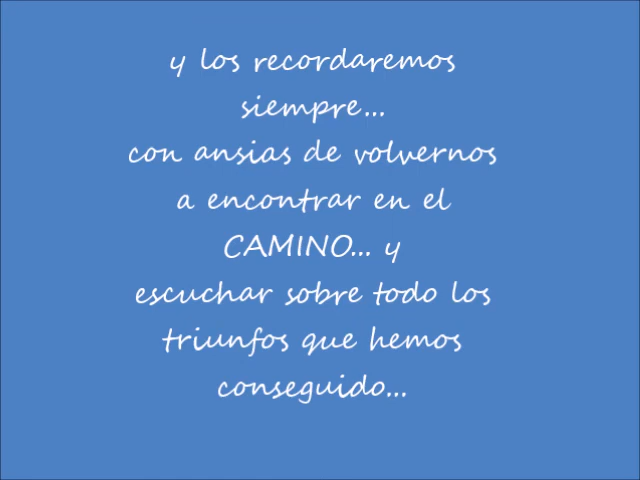 y los recordaremos
siempre...
con ansias de volvernos
a encontrar en el
CAMINO... y
escuchar sobre todo los
triunfos que hemos
conseguido...